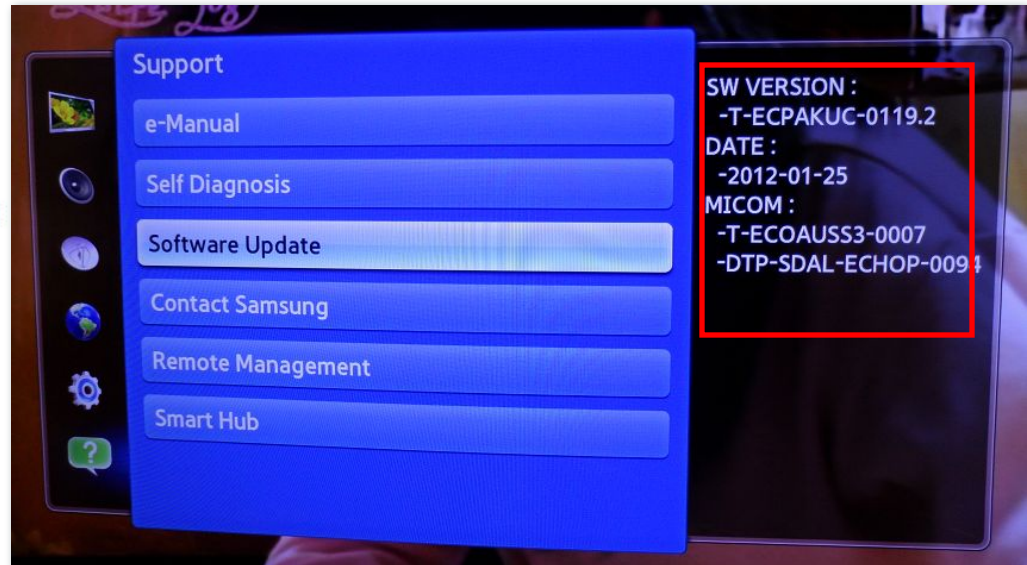 Support
e-Manual
Self Diagnosis
Software Update
Contact Samsung
Remote Management
Smart Hub
SW VERSION :
-T-ECPAKUC-0119.2
DATE :
-2012-01-25
MICOM :
-T-ECOAUSS3-0007
-DTP-SDAL-ECHOP-0094